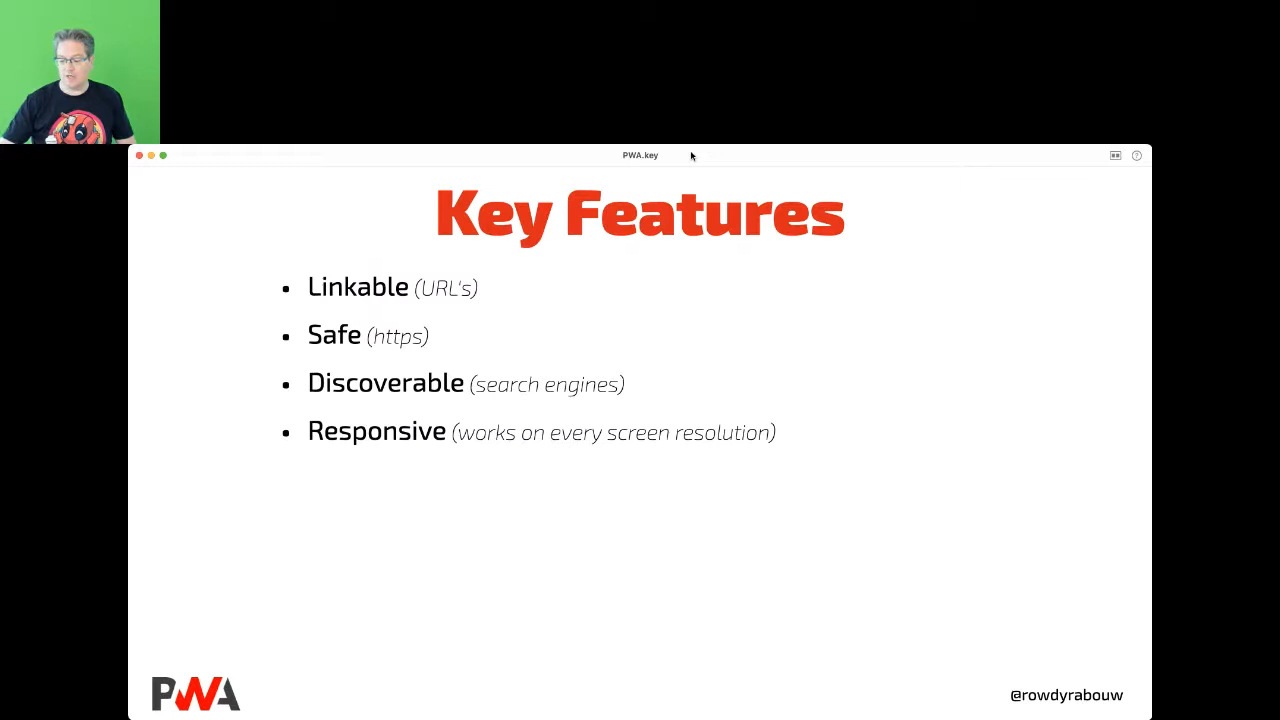 PWA.key
Key Features
• Linkable (URL's)
• Safe (https)
• Discoverable (search engines)
• Responsive (works on every screen resolution)
PWA
@rowdyrabouw